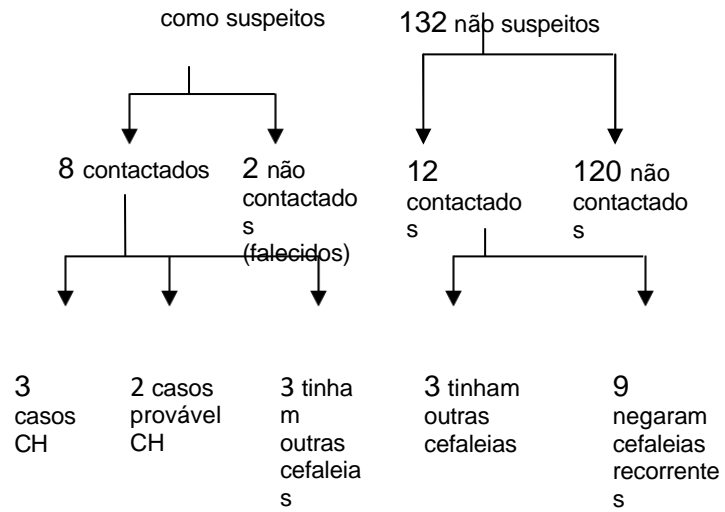 como suspeitos
132 não suspeitos
8 contactados
2 não
contactado
s
(falecidos)
12
contactado
s
120 não
contactado
s
3
casos
CH
2 casos
provável
CH
3 tinha
m
outras
cefaleia
s
3 tinham
outras
cefaleias
9
negaram
cefaleias
recorrente
s